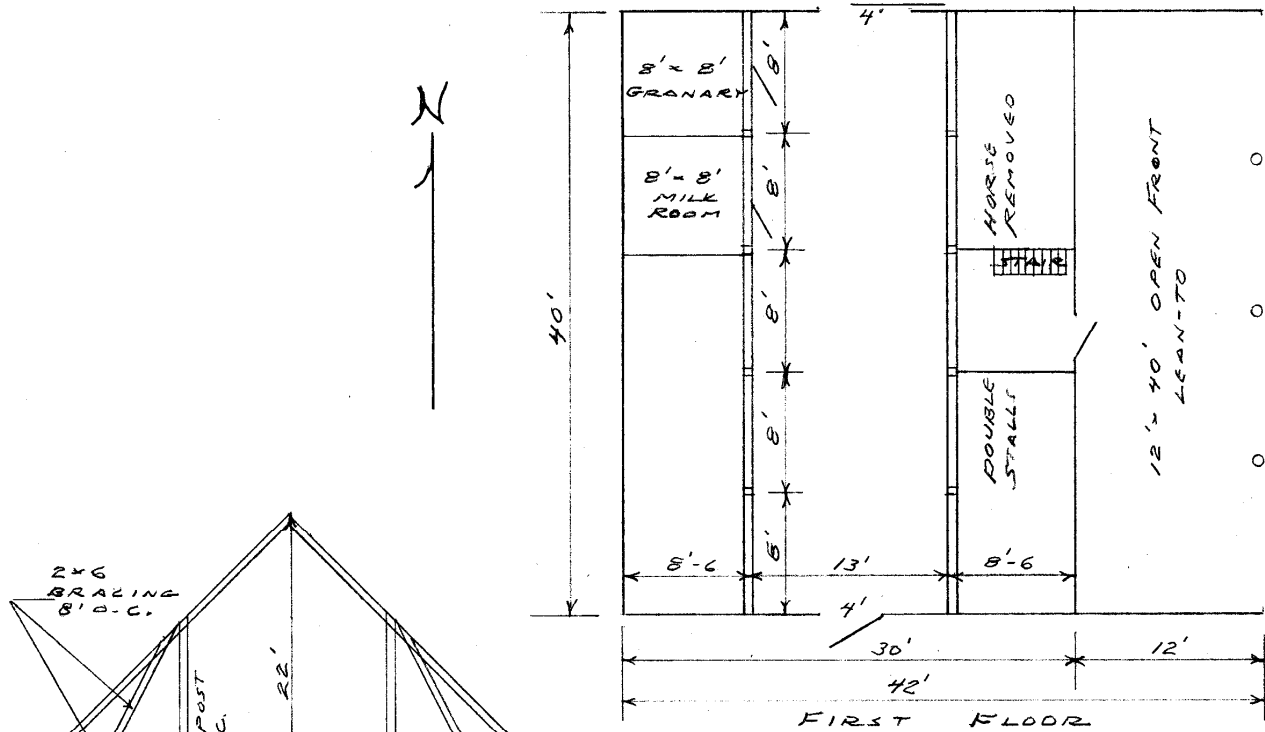 N
40'
8' x 8'
GRANARY
8' x 8'
MILK
ROOM
8'
8'
8'
8'
8'
4'
HORSE
REMOVED
STAIR
DOUBLE
STALLS
12' x 40' OPEN FRONT
LEAN-TO
8'-6
13'
8'-6
4'
30'
12'
42'
FIRST FLOOR
2x6
BRACING
8' O.C.
POST
C.
22'